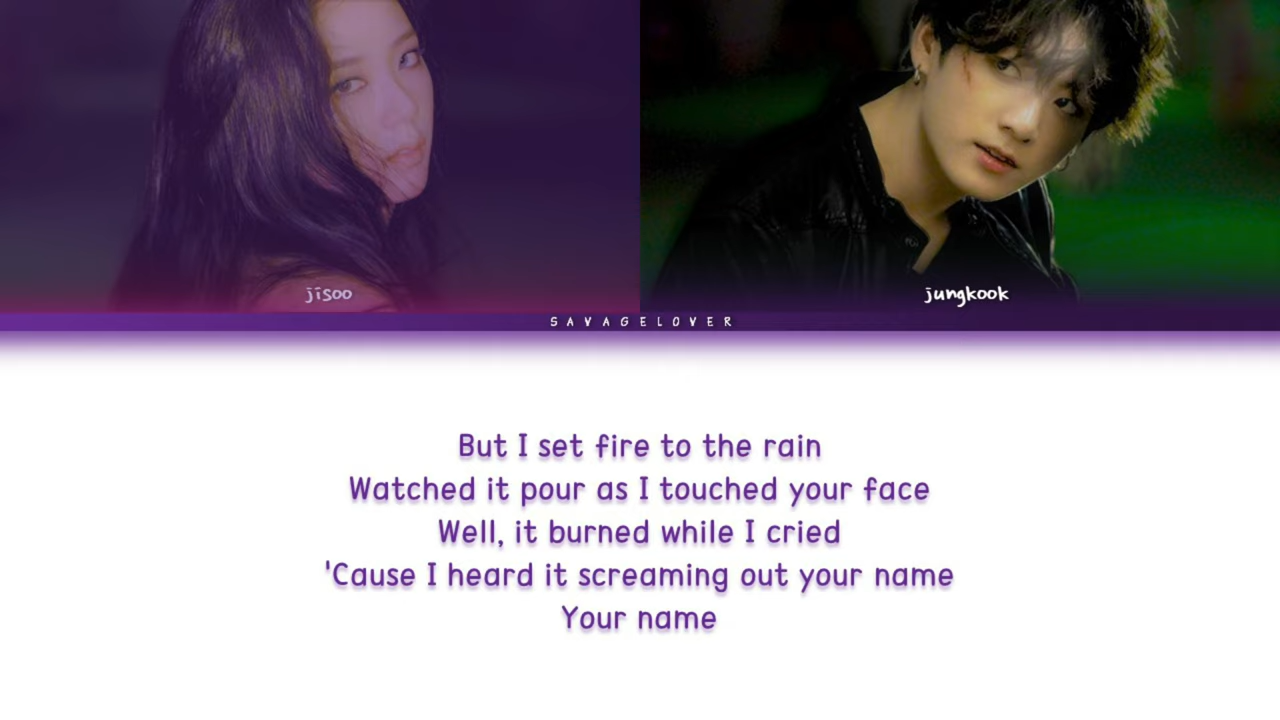 jisoo
jungkook
SAVAGELOVER
But I set fire to the rain
Watched it pour as I touched your face
Well, it burned while I cried
'Cause I heard it screaming out your name
Your name